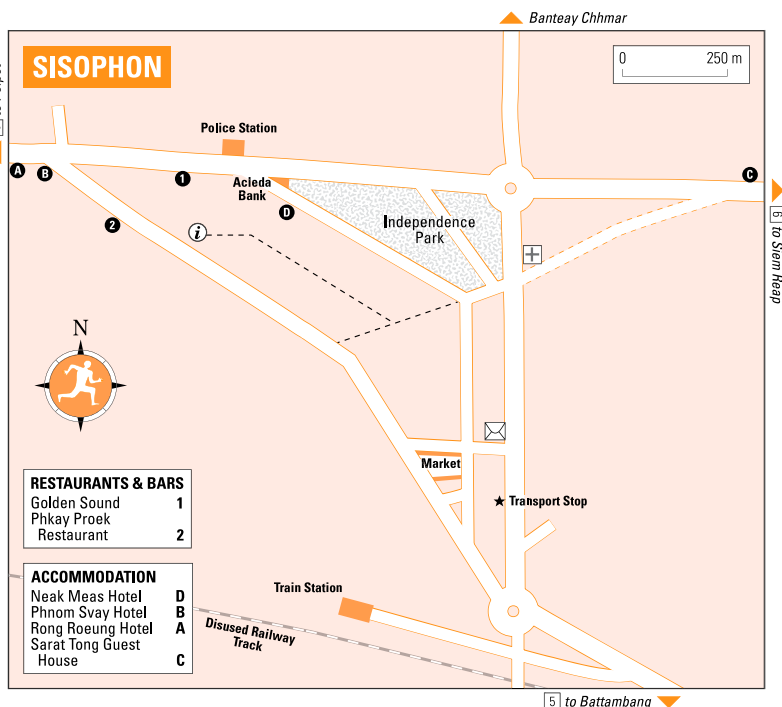 Banteay Chhmar
SISOPHON
0 250 m
Police Station
A
B
1
Acleda
Bank
D
C
2
i
Independence
Park
6 to Siem Reap
N
Market
Transport Stop
RESTAURANTS & BARS
Golden Sound 1
Phkay Proek
Restaurant 2
ACCOMMODATION
Neak Meas Hotel D
Phnom Svay Hotel B
Rong Roeung Hotel A
Sarat Tong Guest
House C
Train Station
Disused Railway
Track
5 to Battambang